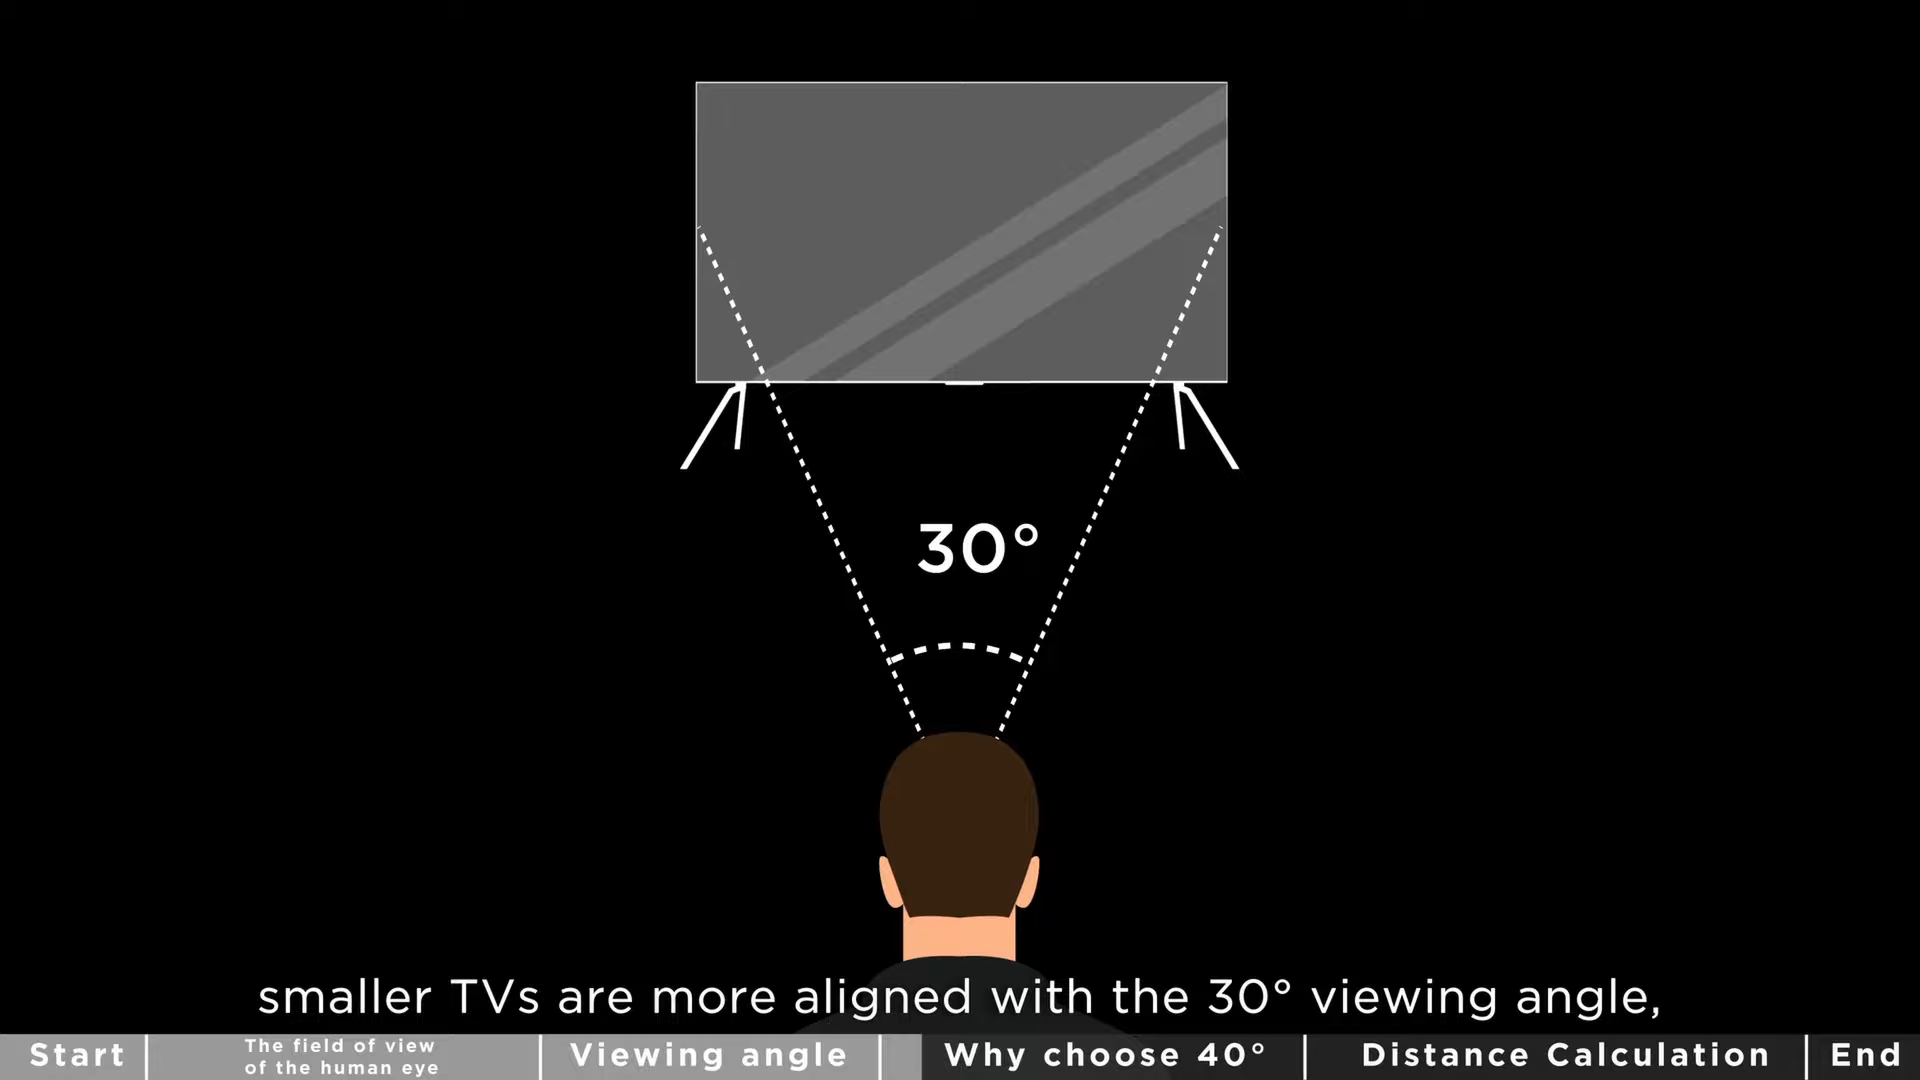 30°
smaller TVs are more aligned with the 30° viewing angle,
Start
The field of view
of the human eye
Viewing angle
Why choose 40°
Distance Calculation
End